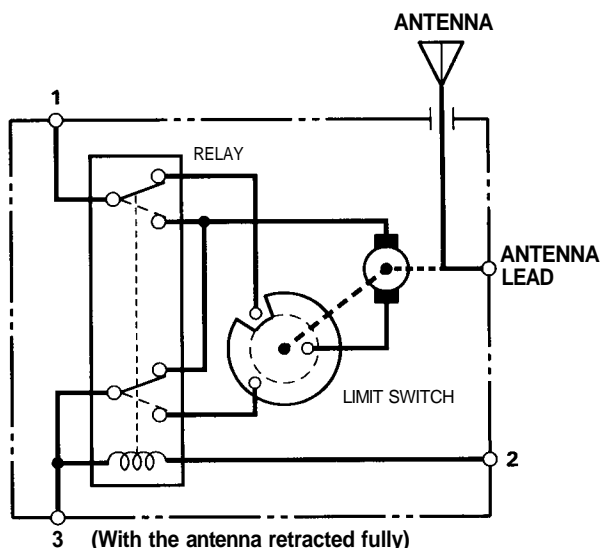 ANTENNA
1
RELAY
ANTENNA
LEAD
LIMIT SWITCH
2
3 (With the antenna retracted fully)